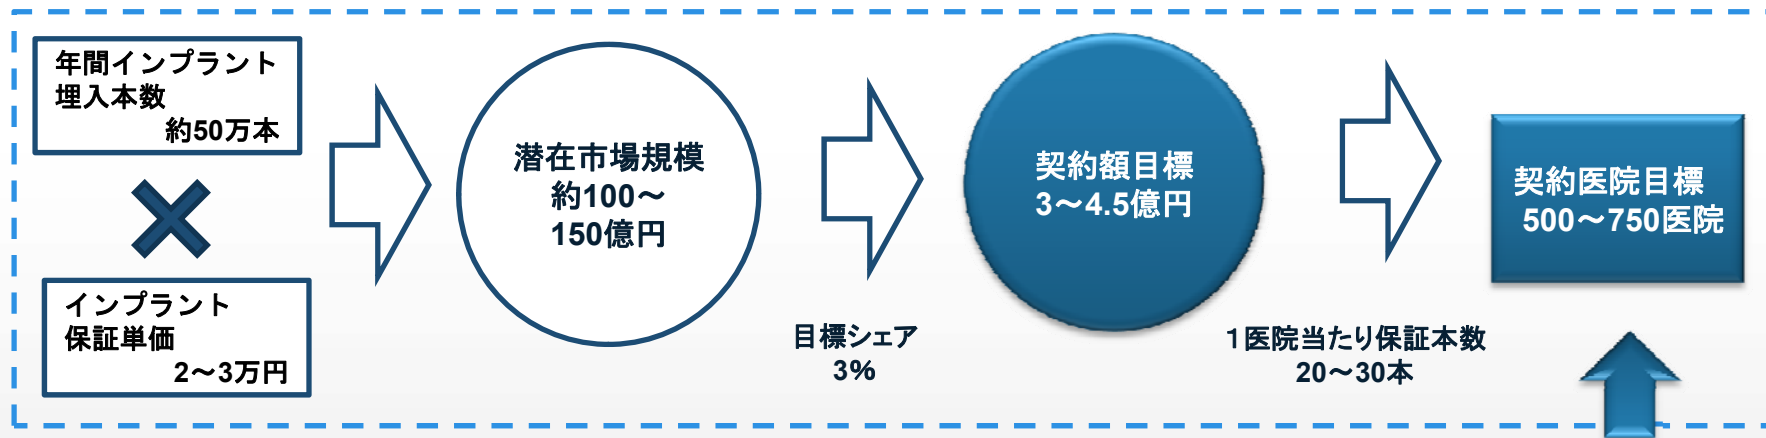 年間インプラント
埋入本数
約50万本
インプラント
保証単価
2～3万円
潜在市場規模
約100～
150億円
目標シェア
3%
契約額目標
3～4.5億円
1医院当たり保証本数
20～30本
契約医院目標
500～750医院